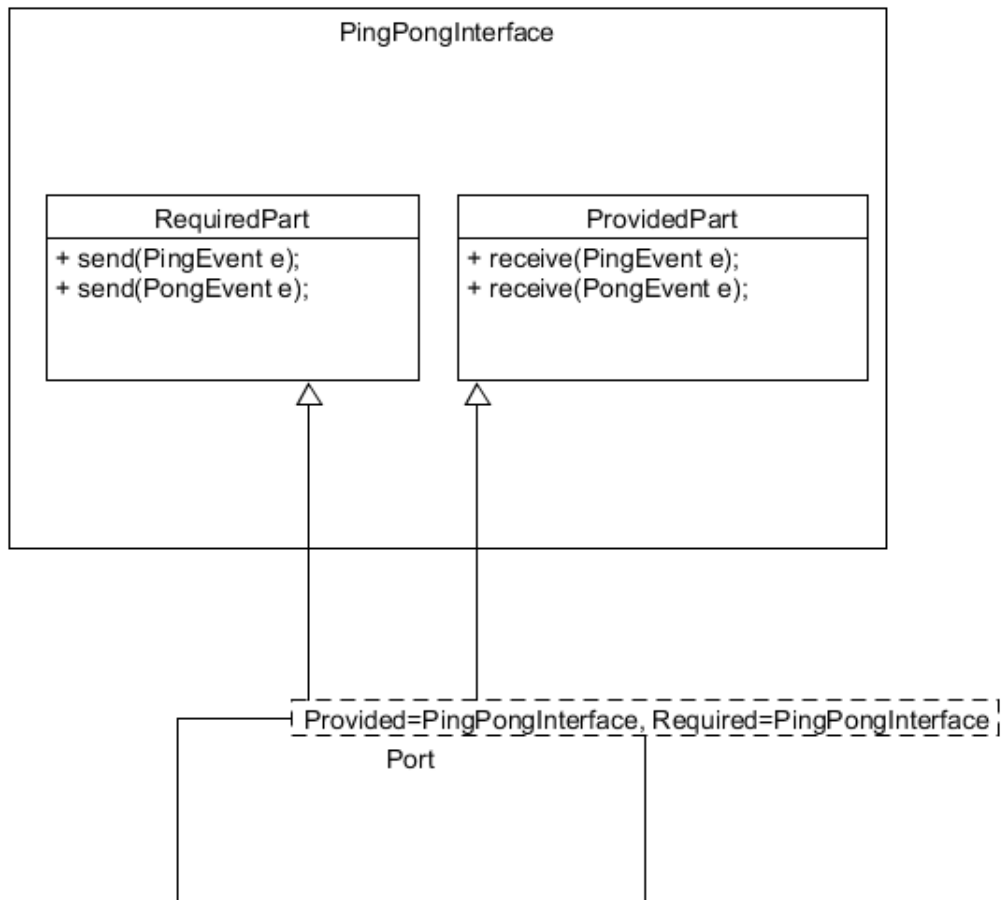 PingPongInterface
RequiredPart
+ send(PingEvent e);
+ send(PongEvent e);
ProvidedPart
+ receive(PingEvent e);
+ receive(PongEvent e);
Provided=PingPongInterface, Required=PingPongInterface
Port